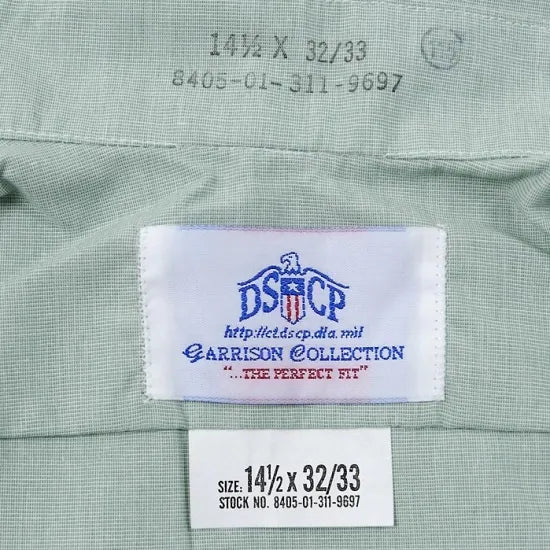 14½ X 32/33
8405-01-311-9697
DSCP
http://ct.dscp.dla.mil
GARRISON COLLECTION
"...THE PERFECT FIT"
SIZE: 14½ X 32/33
STOCK NO. 8405-01-311-9697